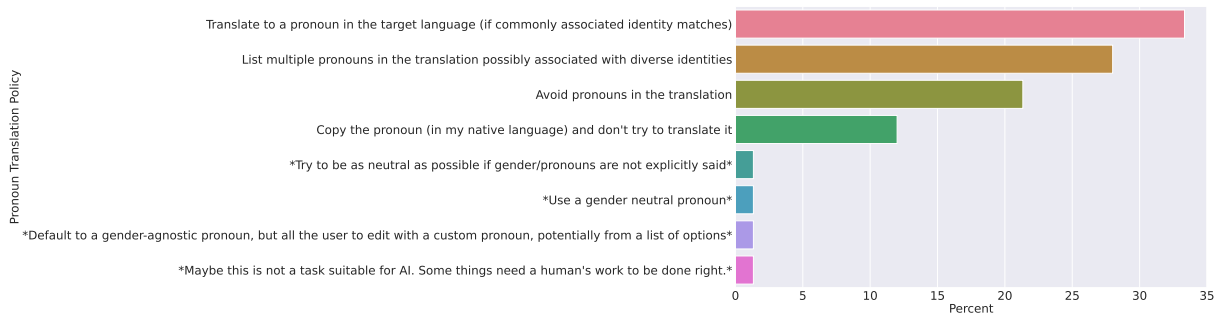 Pronoun Translation Policy
Translate to a pronoun in the target language (if commonly associated identity matches)
List multiple pronouns in the translation possibly associated with diverse identities
Avoid pronouns in the translation
Copy the pronoun (in my native language) and don't try to translate it
*Try to be as neutral as possible if gender/pronouns are not explicitly said*
*Use a gender neutral pronoun*
*Default to a gender-agnostic pronoun, but all the user to edit with a custom pronoun, potentially from a list of options*
*Maybe this is not a task suitable for AI. Some things need a human's work to be done right.*
0 5 10 15 20 25 30 35
Percent